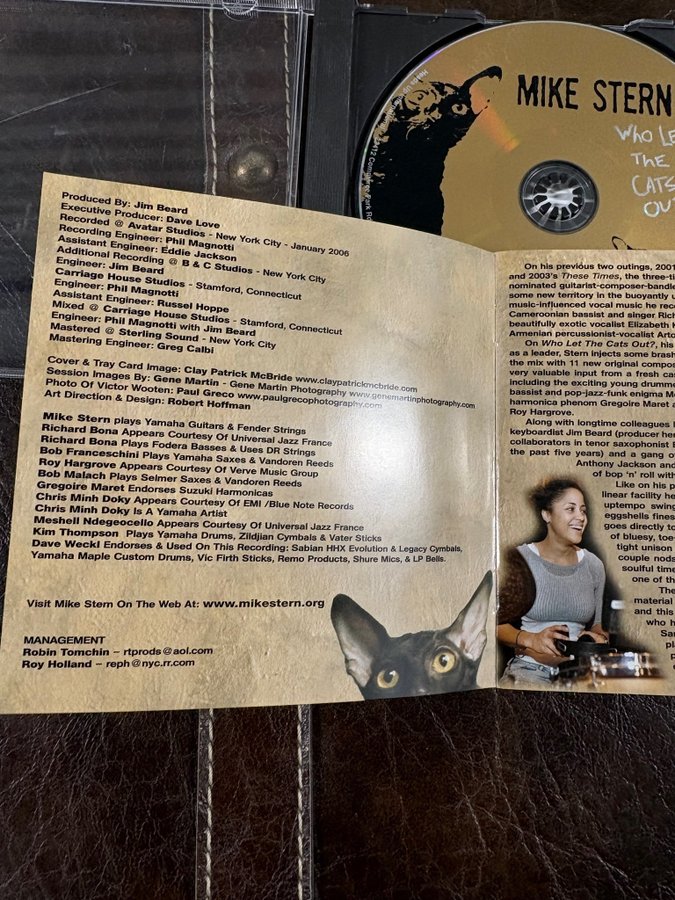 MIKE STERN
WHO LE
THE
CATS
OU
Produced By: Jim Beard
Executive Producer: Dave Love
Recorded @ Avatar Studios - New York City - January 2006
Recording Engineer: Phil Magnotti
Assistant Engineer: Eddie Jackson
Additional Recording @ B & C Studios - New York City
Engineer: Jim Beard
Carriage House Studios - Stamford, Connecticut
Engineer: Phil Magnotti
Assistant Engineer: Russel Hoppe
Mixed @ Carriage House Studios - Stamford, Connecticut
Engineer: Phil Magnotti with Jim Beard
Mastered @ Sterling Sound - New York City
Mastering Engineer: Greg Calbi
Cover & Tray Card Image: Clay Patrick McBride www.claypatrickmcbride.com
Session Images By: Gene Martin - Gene Martin Photography www.genemartinphotography.com
Photo Of Victor Wooten: Paul Greco www.paulgrecophotography.com
Art Direction & Design: Robert Hoffman
Mike Stern plays Yamaha Guitars & Fender Strings
Richard Bona Appears Courtesy Of Universal Jazz France
Richard Bona Plays Fodera Basses & Uses DR Strings
Bob Franceschini Plays Yamaha Saxes & Vandoren Reeds
Roy Hargrove Appears Courtesy Of Verve Music Group
Bob Malach Plays Selmer Saxes & Vandoren Reeds
Gregoire Maret Endorses Suzuki Harmonicas
Chris Minh Doky Appears Courtesy Of EMI /Blue Note Records
Chris Minh Doky Is A Yamaha Artist
Meshell Ndegeocello Appears Courtesy Of Universal Jazz France
Kim Thompson Plays Yamaha Drums, Zildjian Cymbals & Vater Sticks
Dave Weckl Endorses & Used On This Recording: Sabian HHX Evolution & Legacy Cymbals,
Yamaha Maple Custom Drums, Vic Firth Sticks, Remo Products, Shure Mics, & LP Bells.
Visit Mike Stern On The Web At: www.mikestern.org
MANAGEMENT
Robin Tomchin – rtprods@aol.com
Roy Holland – reph@nyc.rr.com
On his previous two outings, 2001
and 2003's These Times, the three-ti
nominated guitarist-composer-bandle
some new territory in the buoyantly u
music-influenced vocal music he reco
Cameroonian bassist and singer Rich
beautifully exotic vocalist Elizabeth K
Armenian percussionist-vocalist Arto
On Who Let The Cats Out?, his
as a leader, Stern injects some brash
the mix with 11 new original compos
very valuable input from a fresh cas
including the exciting young drumme
bassist and pop-jazz-funk enigma M
harmonica phenom Gregoire Maret a
Roy Hargrove.
Along with longtime colleagues l
keyboardist Jim Beard (producer her
collaborators in tenor saxophonist B
the past five years) and a gang o
Anthony Jackson and
of bop 'n' roll with
Like on his p
linear facility he
uptempo swing
eggshells fines
goes directly to
of bluesy, toe-
tight unison
couple nods
soulful time
one of th
The
material
and this
who h
Sa
pl
p